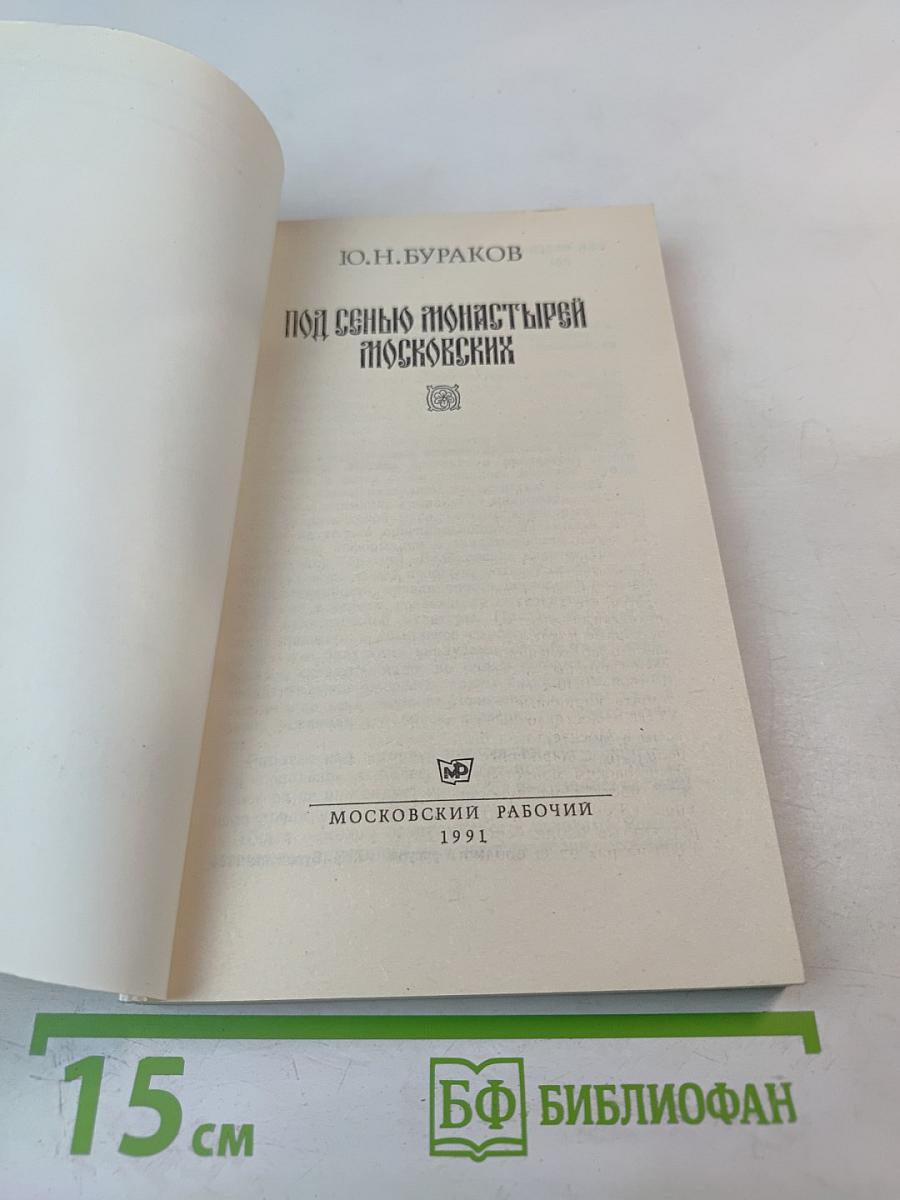 Ю.Н.БУРАКОВ
ПОД СЕНЬЮ МОНАСТЫРЕЙ
МОСКОВСКИХ
МР
МОСКОВСКИЙ РАБОЧИЙ
1991
15 см
БФ БИБЛИОФАН